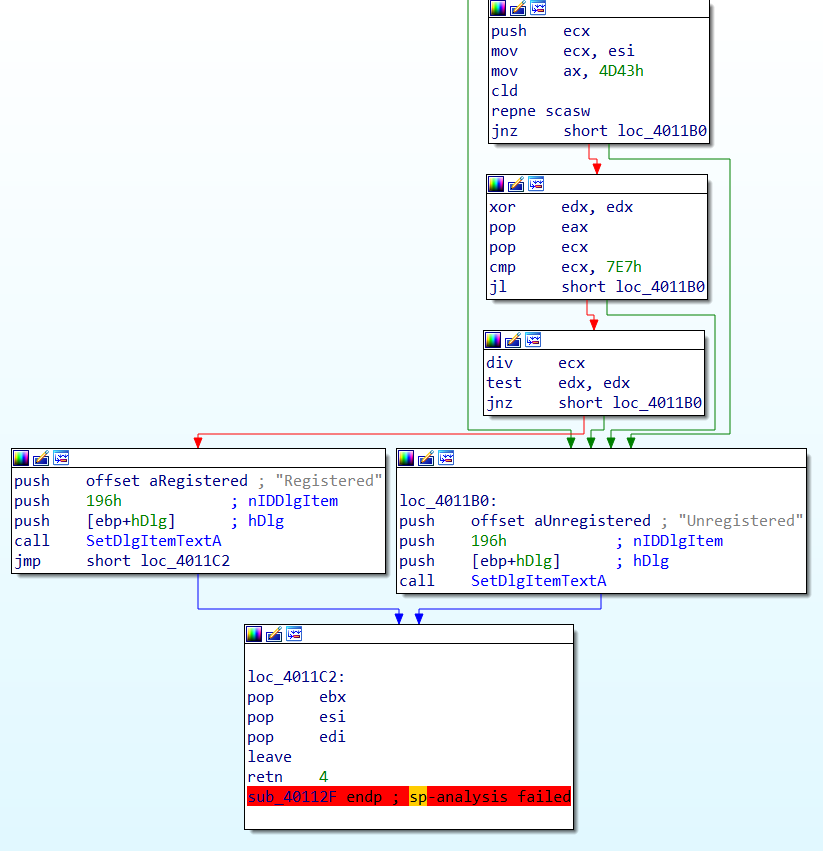 push ecx
mov ecx, esi
mov ax, 4D43h
cld
repne scasw
jnz short loc_4011B0
xor edx, edx
pop eax
pop ecx
cmp ecx, 7E7h
jl short loc_4011B0
div ecx
test edx, edx
jnz short loc_4011B0
push offset aRegistered ; "Registered"
push 196h ; nIDDlgItem
push [ebp+hDlg] ; hDlg
call SetDlgItemTextA
jmp short loc_4011C2
loc_4011B0:
push offset aUnregistered ; "Unregistered"
push 196h ; nIDDlgItem
push [ebp+hDlg] ; hDlg
call SetDlgItemTextA
loc_4011C2:
pop ebx
pop esi
pop edi
leave
retn 4
sub_40112F endp ; sp-analysis failed